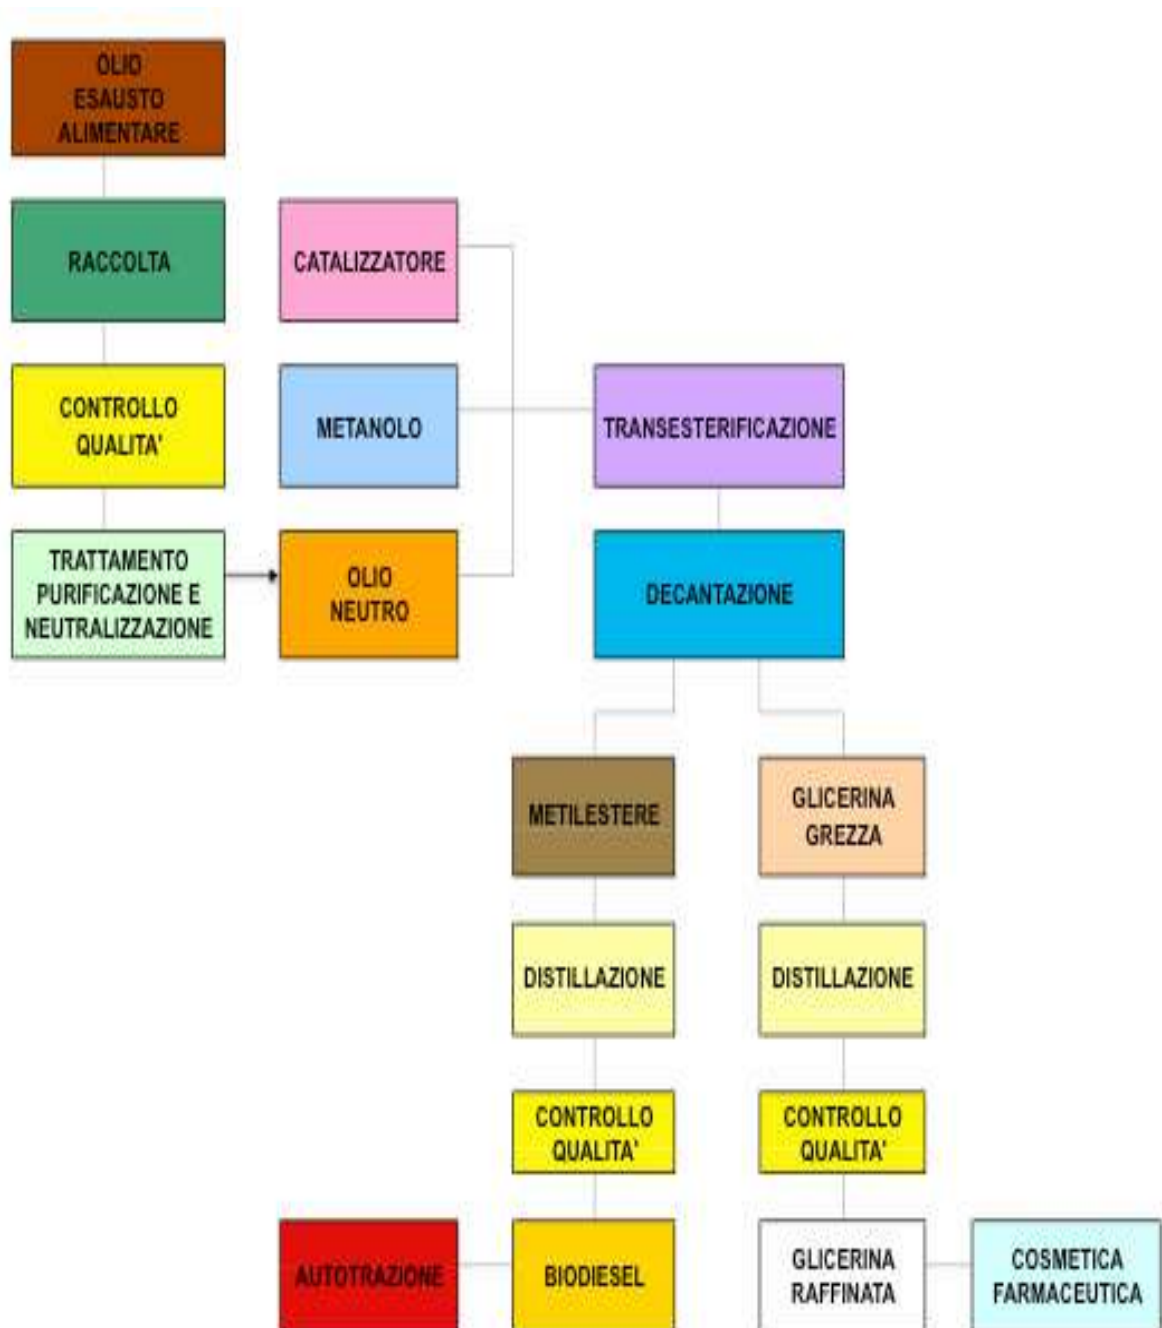 OLIO
ESAUSTO
ALIMENTARE
RACCOLTA
CATALIZZATORE
CONTROLLO
QUALITA'
METANOLO
TRANSESTERIFICAZIONE
TRATTAMENTO
PURIFICAZIONE E
NEUTRALIZZAZIONE
OLIO
NEUTRO
DECANTAZIONE
METILESTERE
GLICERINA
GREZZA
DISTILLAZIONE
DISTILLAZIONE
CONTROLLO
QUALITA'
CONTROLLO
QUALITA'
AUTOTRAZIONE
BIODIESEL
GLICERINA
RAFFINATA
COSMETICA
FARMACEUTICA